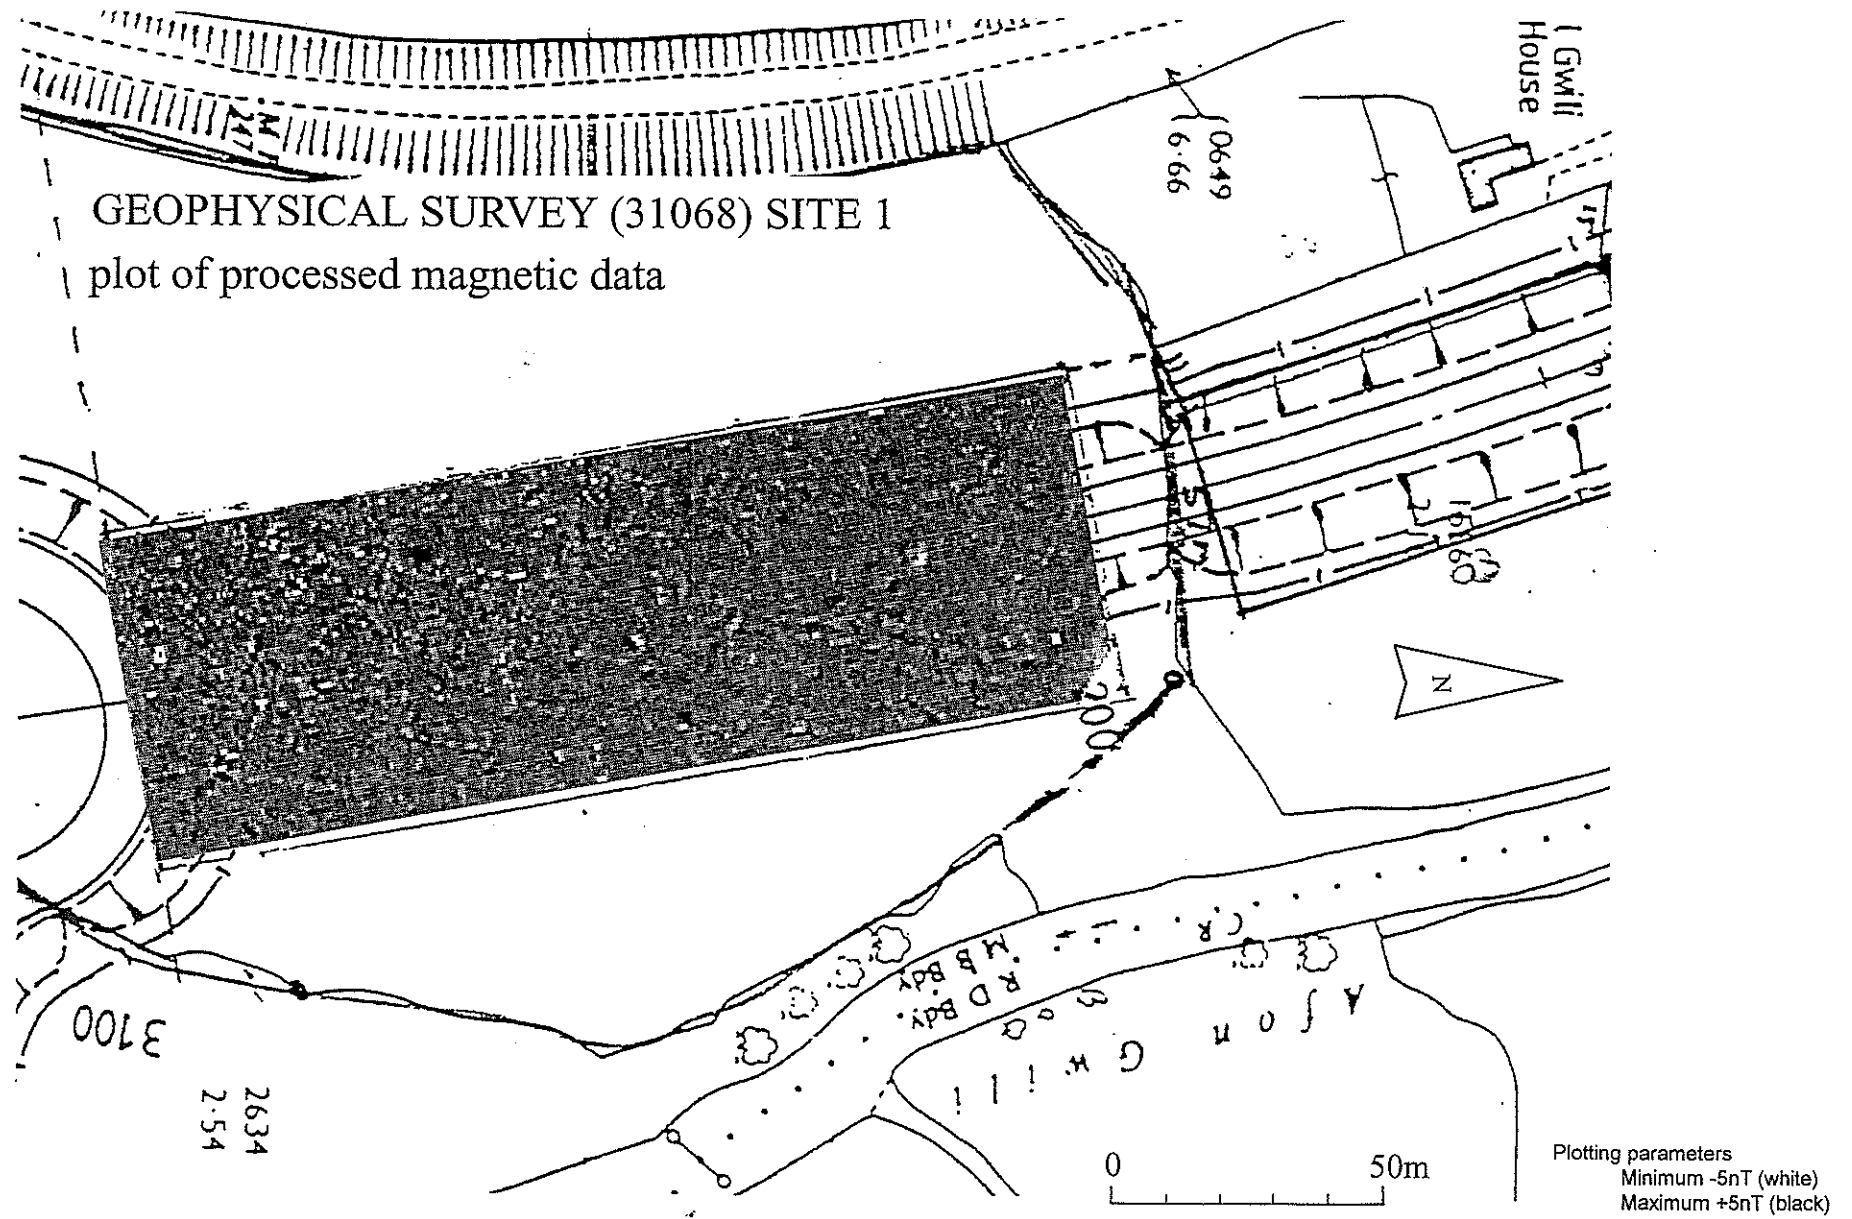 GEOPHYSICAL SURVEY (31068) SITE 1
plot of processed magnetic data
Gwili
House
0649
6·66
200
N
3100
2634
2·54
M B Bdy
R D Bdy.
C R
Afon Gwili
0 50m
Plotting parameters
Minimum -5nT (white)
Maximum +5nT (black)